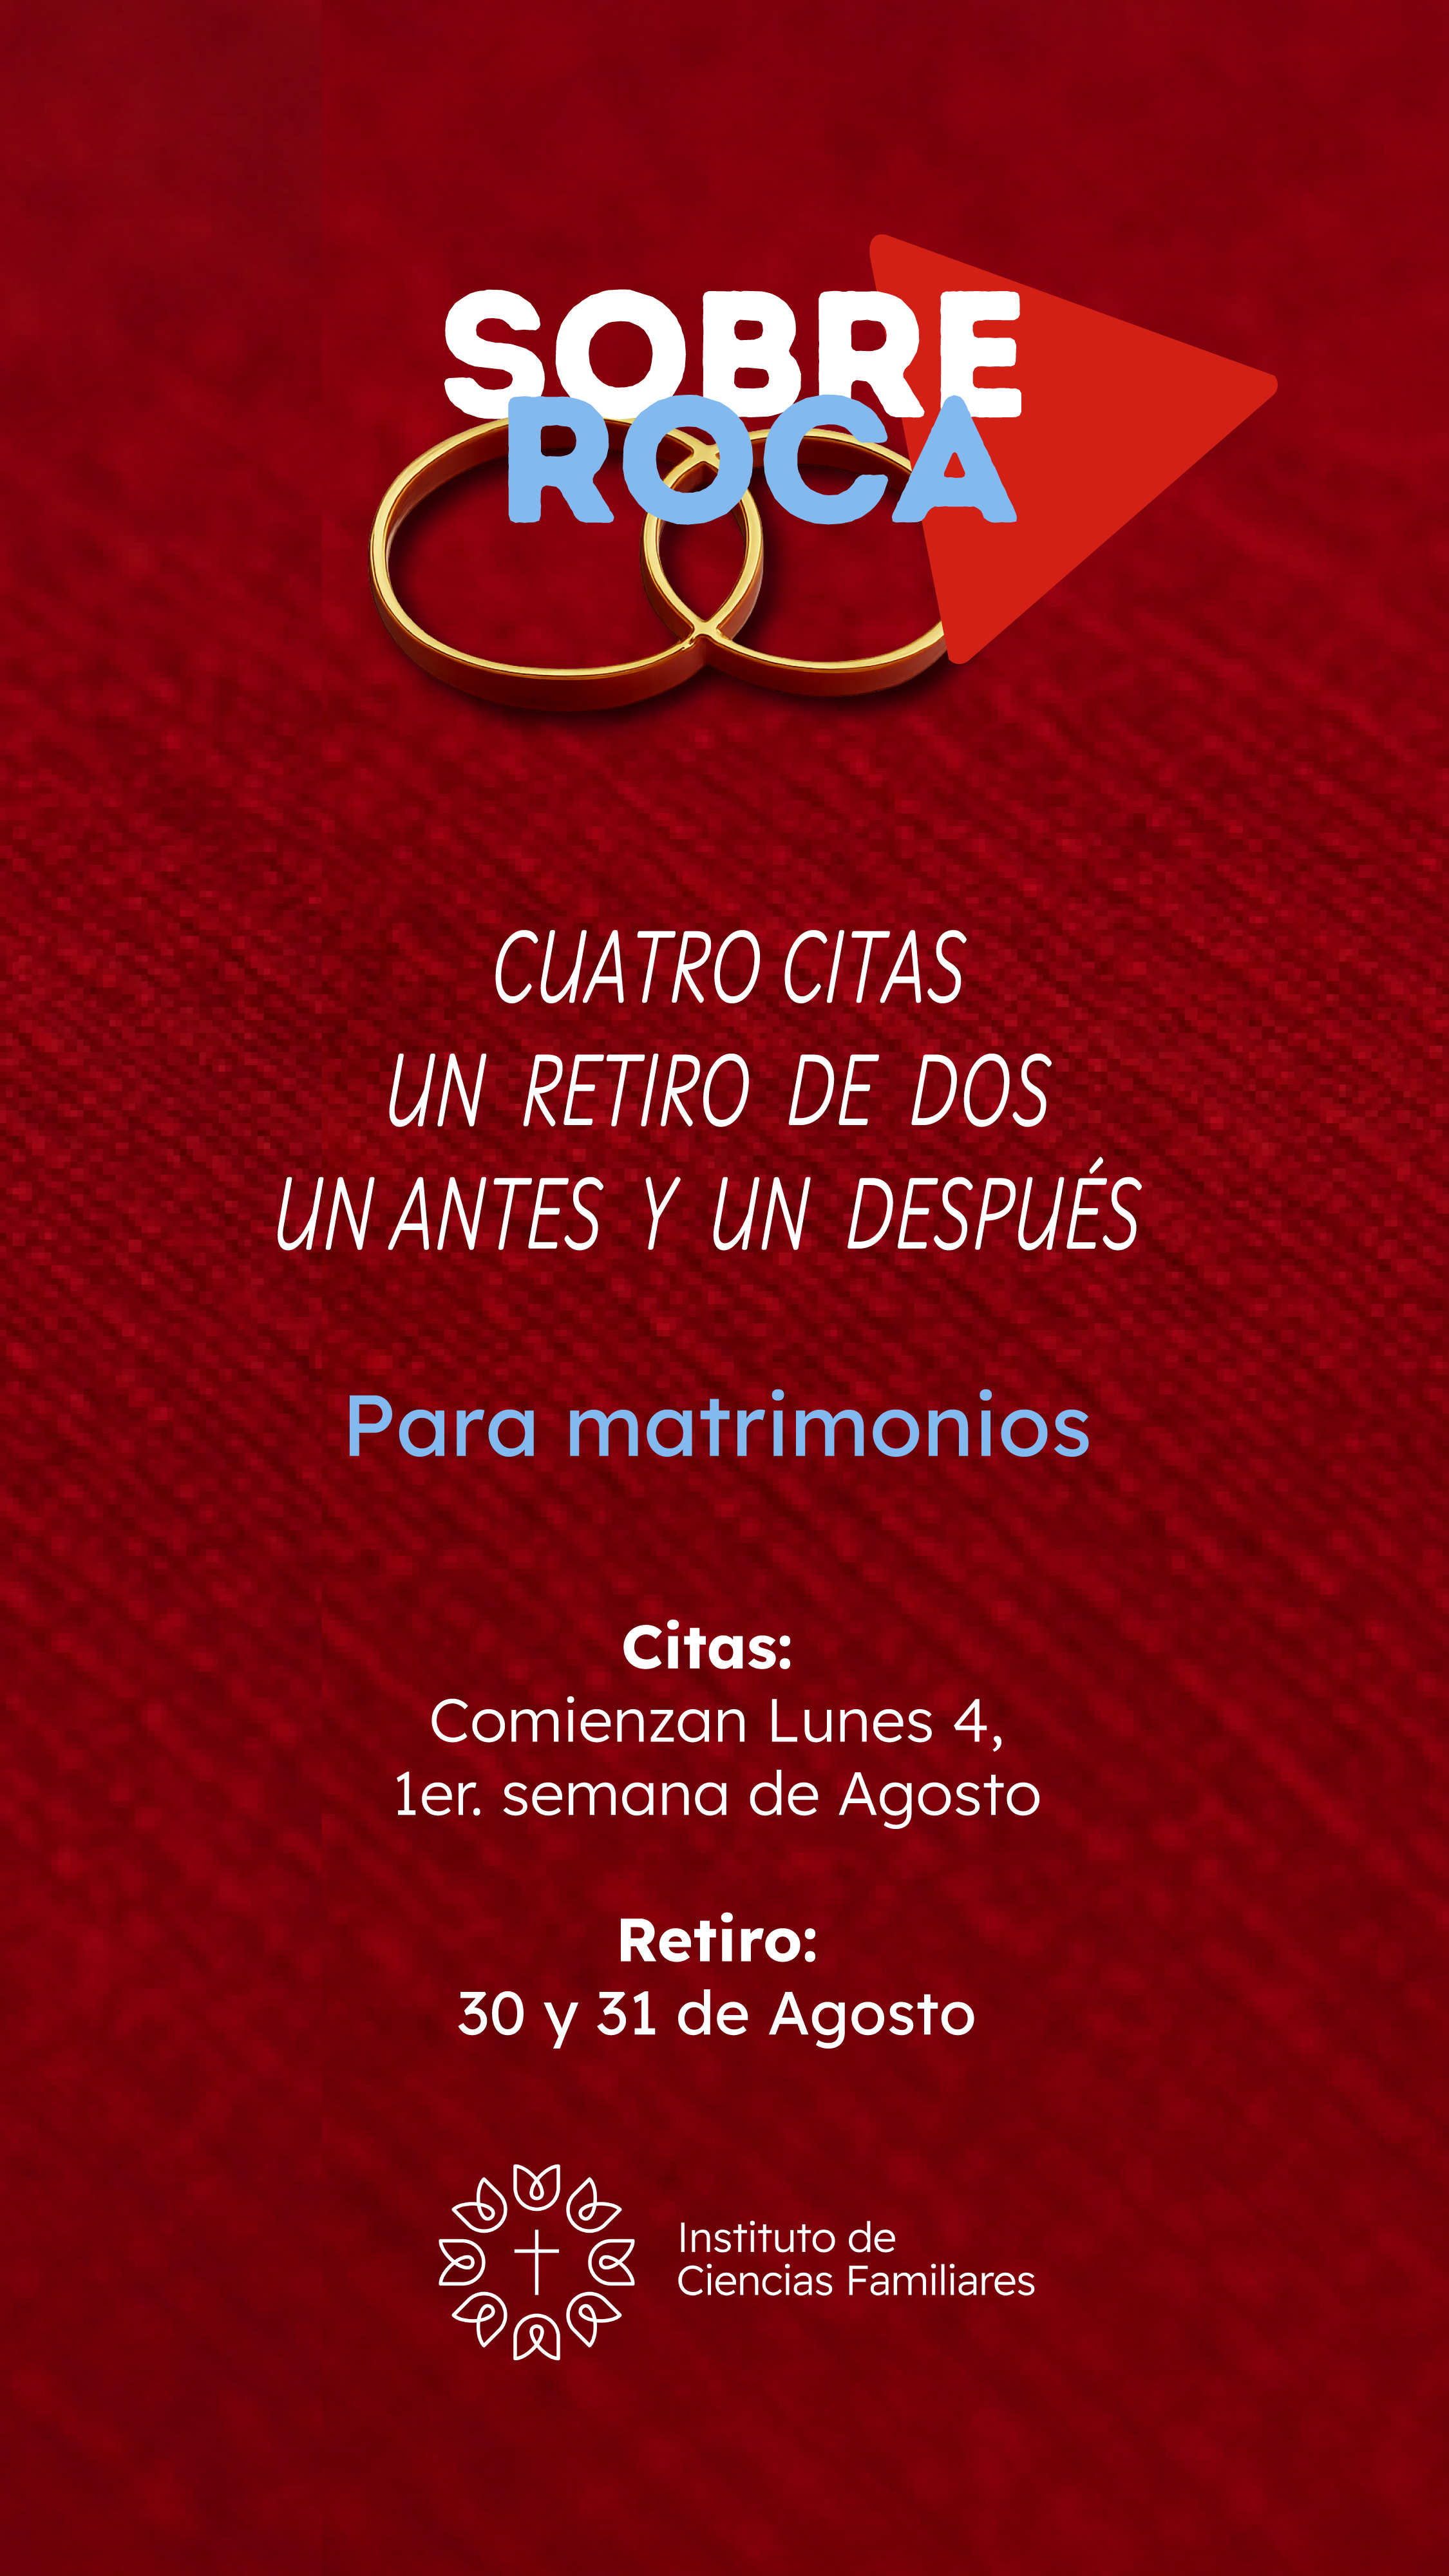 SOBRE
ROCA
CUATRO CITAS
UN RETIRO DE DOS
UN ANTES Y UN DESPUÉS
Para matrimonios
Citas:
Comienzan Lunes 4,
1er. semana de Agosto
Retiro:
30 y 31 de Agosto
Instituto de
Ciencias Familiares